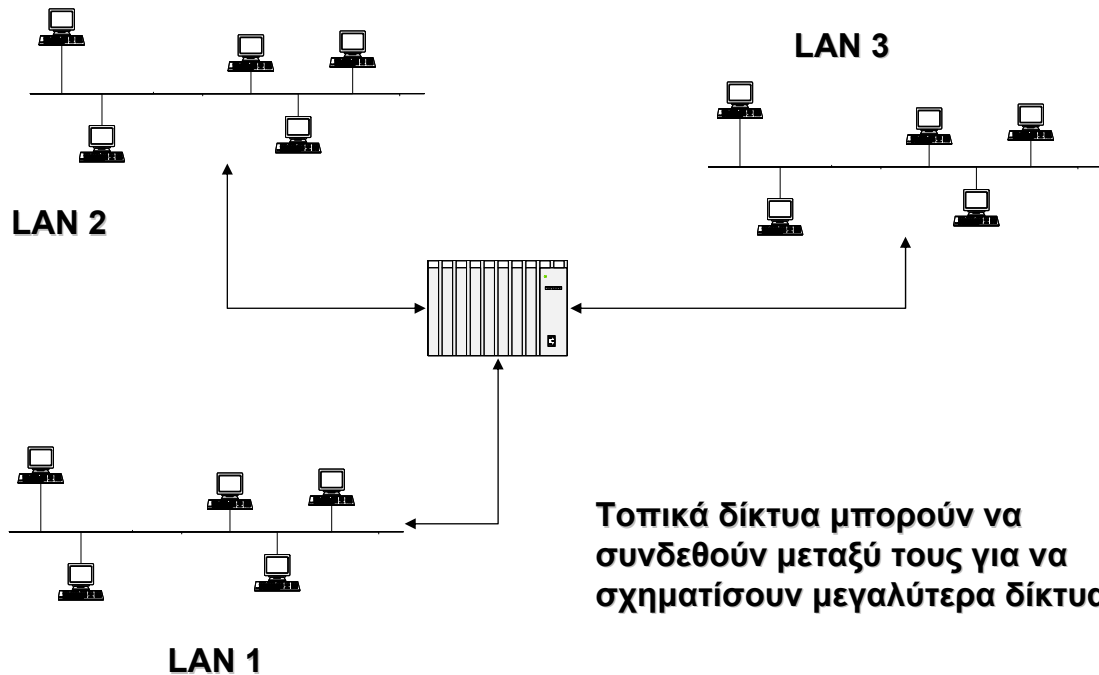 LAN 3
LAN 2
Τοπικά δίκτυα μπορούν να
συνδεθούν μεταξύ τους για να
σχηματίσουν μεγαλύτερα δίκτυα
LAN 1